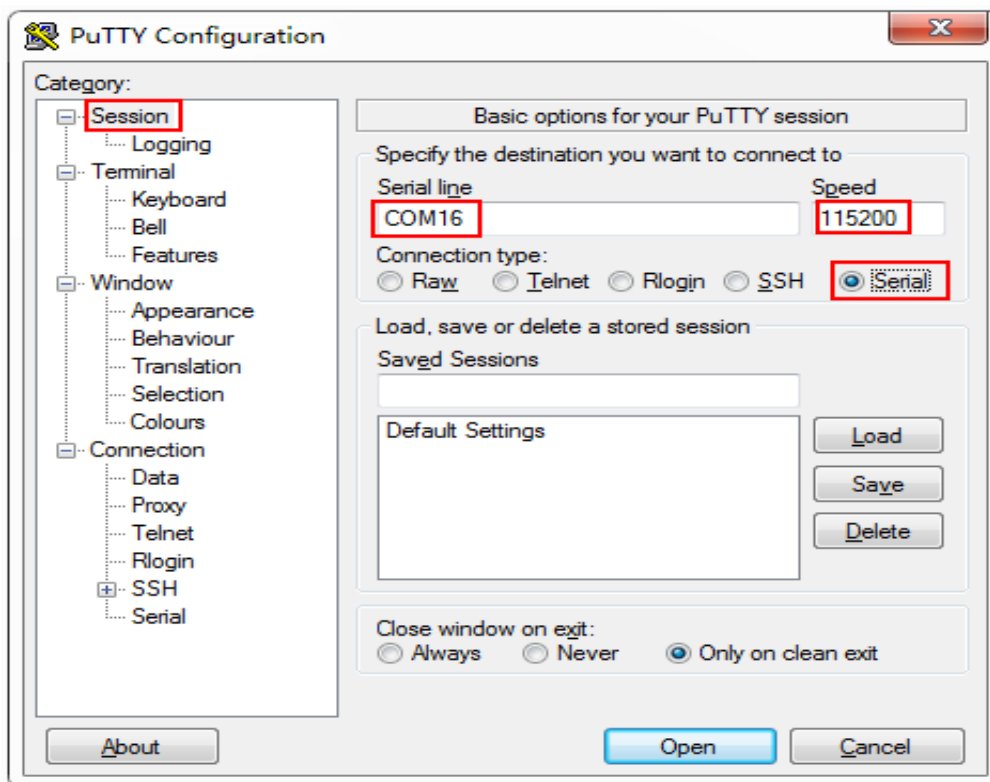 PuTTY Configuration
Category:
Session
Logging
Terminal
Keyboard
Bell
Features
Window
Appearance
Behaviour
Translation
Selection
Colours
Connection
Data
Proxy
Telnet
Rlogin
SSH
Serial
Basic options for your PuTTY session
Specify the destination you want to connect to
Serial line Speed
COM16 115200
Connection type:
Raw Telnet Rlogin SSH Serial
Load, save or delete a stored session
Saved Sessions
Default Settings
Load
Save
Delete
Close window on exit:
Always Never Only on clean exit
About Open Cancel